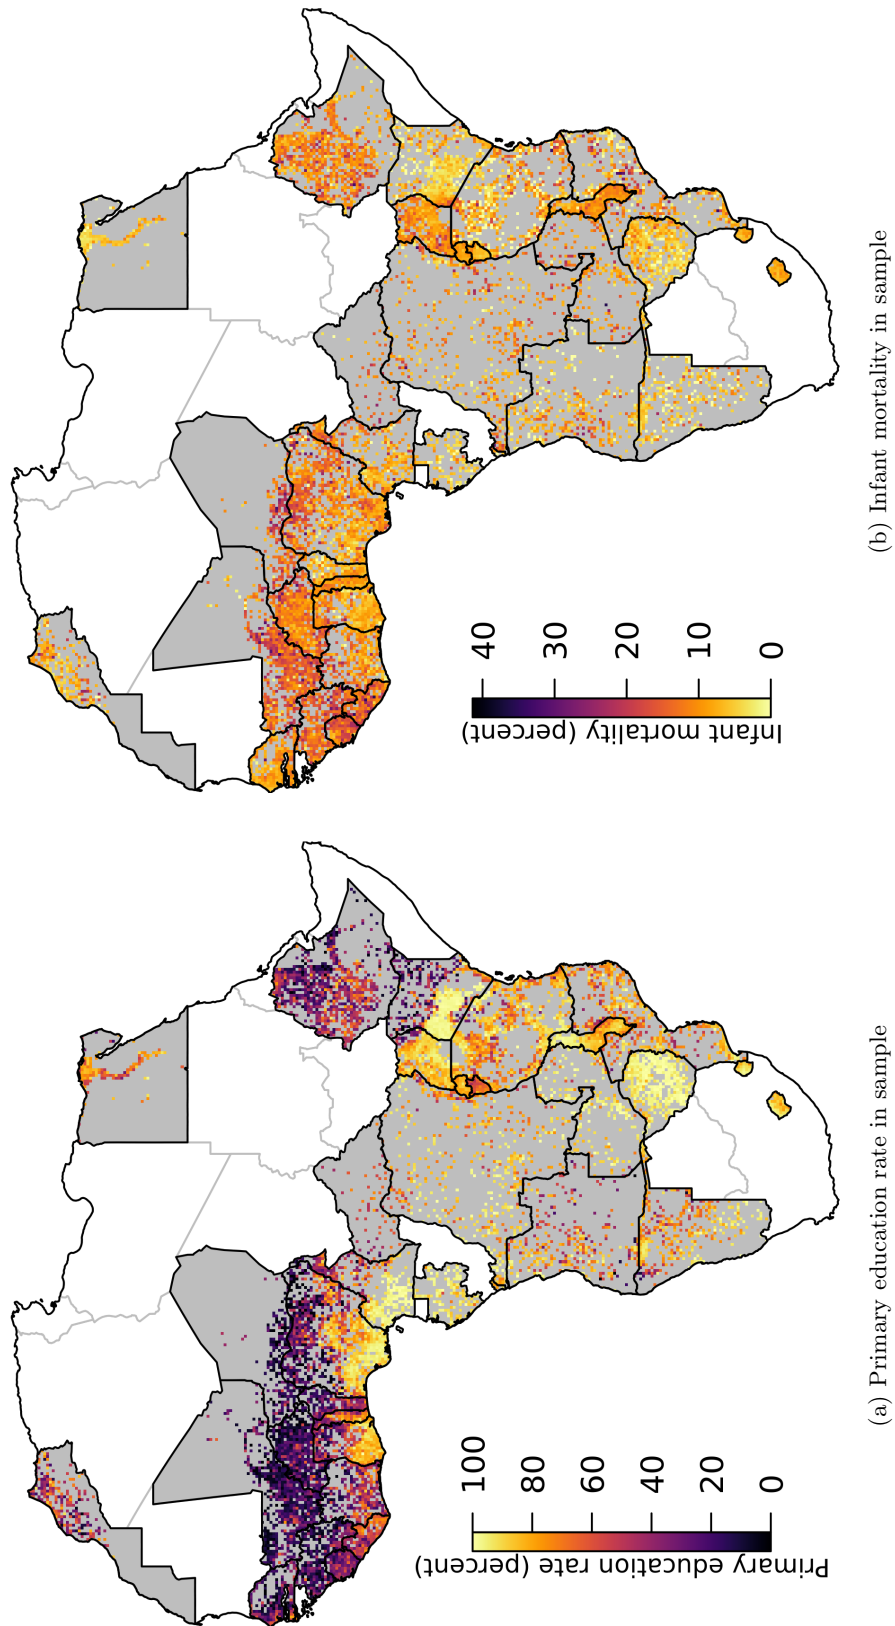 100
80
60
40
20
0
Primary education rate (percent)
(a) Primary education rate in sample
40
30
20
10
0
Infant mortality (percent)
(b) Infant mortality in sample